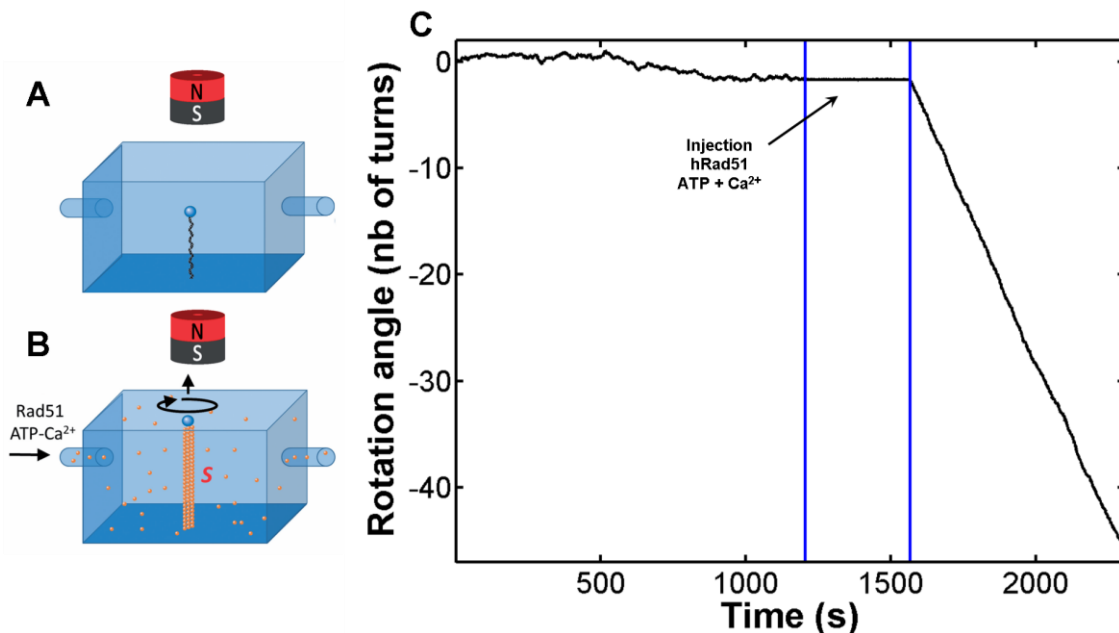 A
N
S
B
N
S
Rad51
ATP-Ca²⁺
S
C
Rotation angle (nb of turns)
0
-10
-20
-30
-40
Injection
hRad51
ATP + Ca²⁺
500
1000
1500
2000
Time (s)